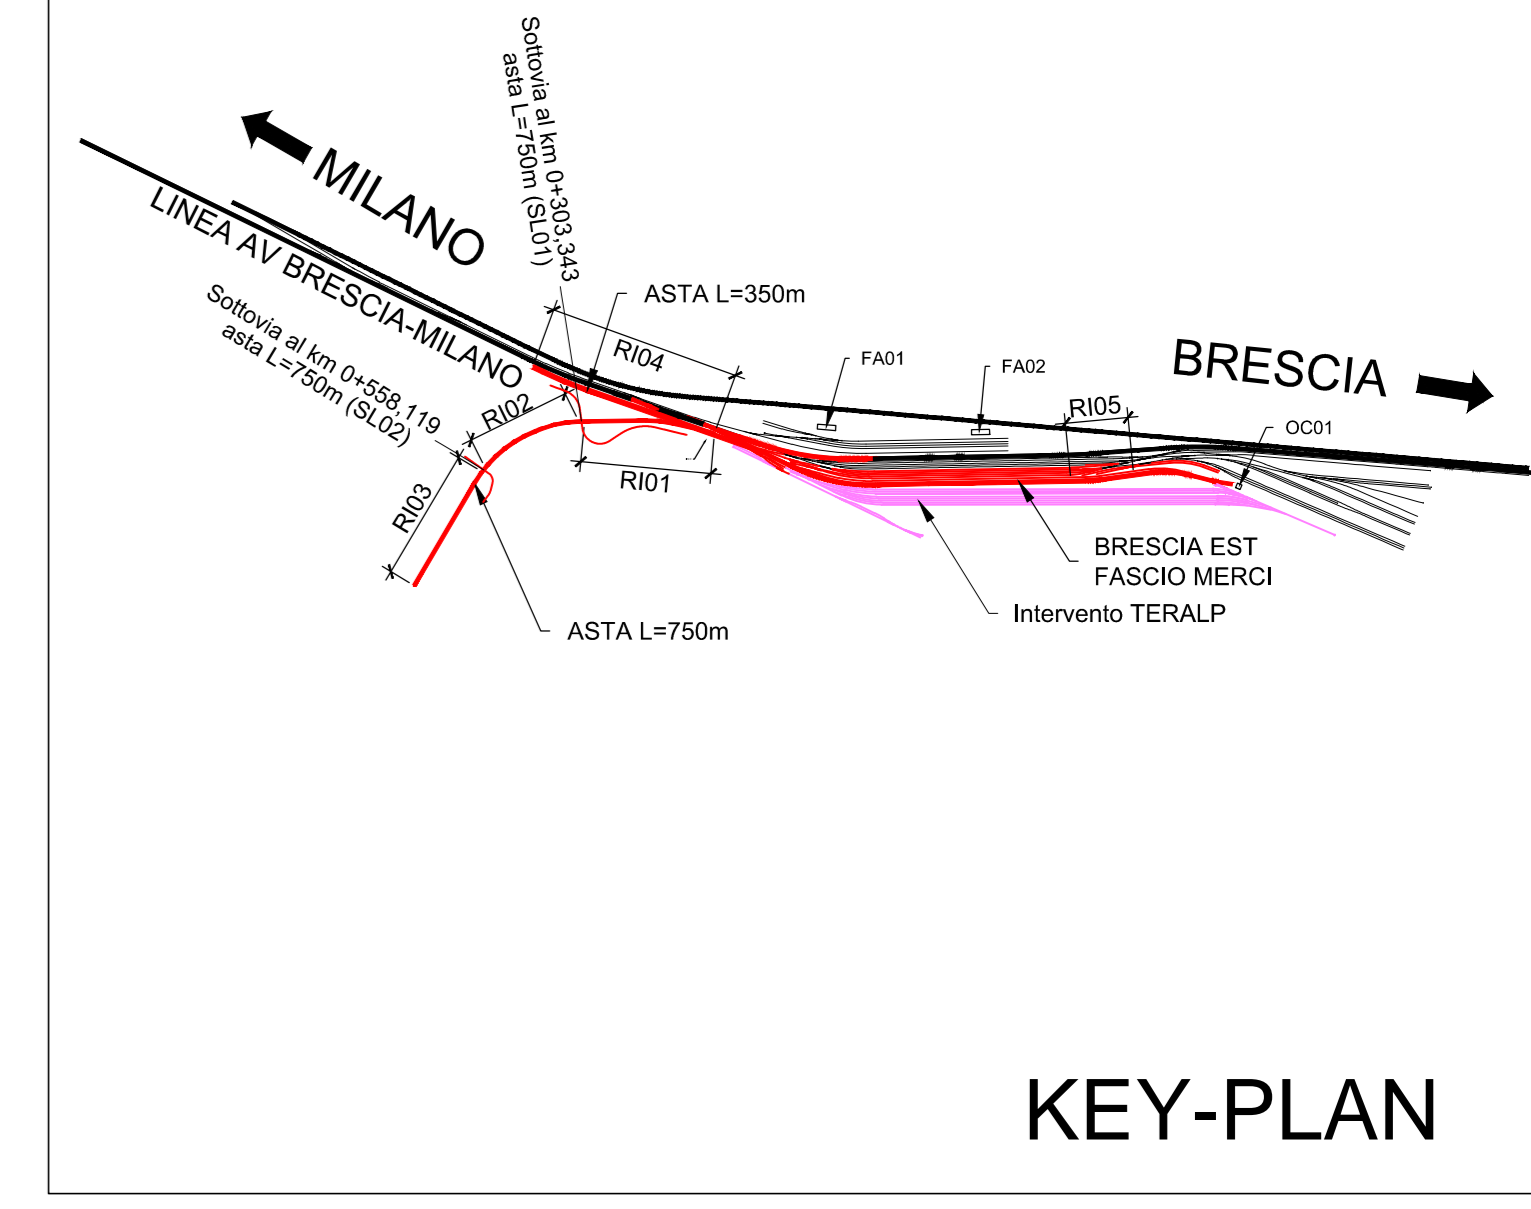 Sottovia al km 0+303,343
asta L=750m (SL01)
MILANO
LINEA AV BRESCIA-MILANO
Sottovia al km 0+558,119
asta L=750m (SL02)
ASTA L=350m
RI04
FA01
FA02
BRESCIA
RI05
OC01
RI02
RI01
RI03
BRESCIA EST
FASCIO MERCI
Intervento TERALP
ASTA L=750m
KEY-PLAN